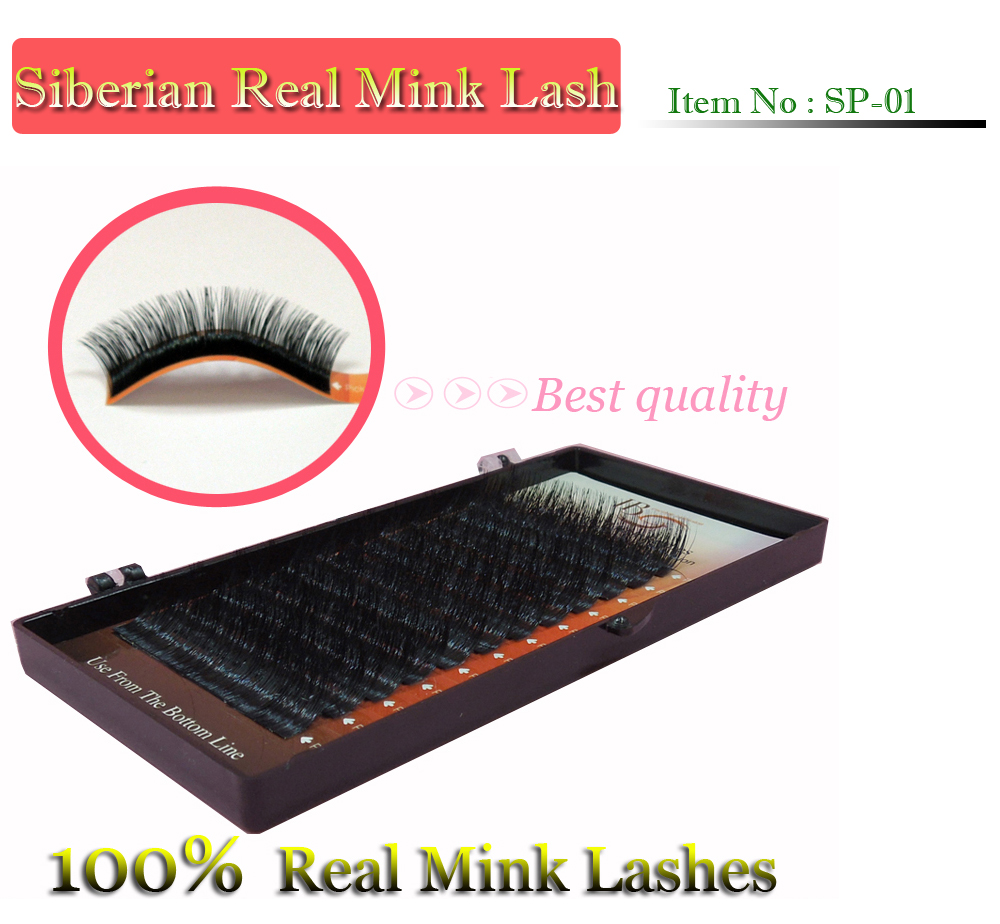 Siberian Real Mink Lash
Item No : SP-01
Best quality
Use From The Bottom Line
100% Real Mink Lashes